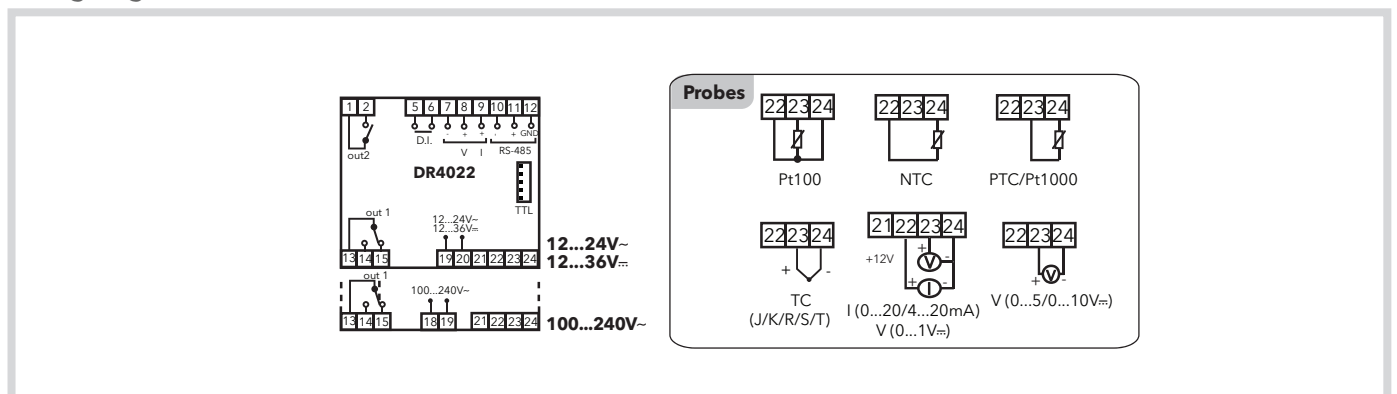 1 2 5 6 7 8 9 10 11 12
- + + - + GND
D.I.
V I RS-485
out2
DR4022
TTL
out 1
12...24V~
12...36V⎓
13 14 15 19 20 21 22 23 24
12...24V~
12...36V⎓
out 1
100...240V~
13 14 15 18 19 21 22 23 24
100...240V~
Probes
22 23 24
Pt100
22 23 24
NTC
22 23 24
PTC/Pt1000
22 23 24
+ -
TC
(J/K/R/S/T)
21 22 23 24
+12V
+ V -
+ I -
I (0...20/4...20mA)
V (0...1V⎓)
22 23 24
+ V -
V (0...5/0...10V⎓)